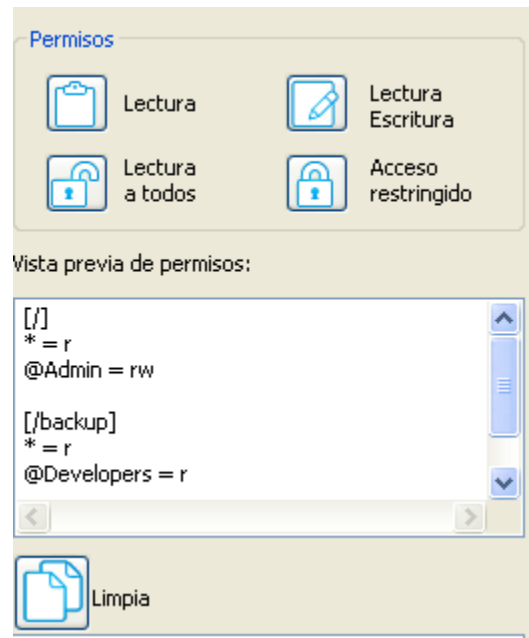 Permisos
Lectura
Lectura
Escritura
Lectura
a todos
Acceso
restringido
Vista previa de permisos:
[/]
* = r
@Admin = rw
[/backup]
* = r
@Developers = r
Limpia